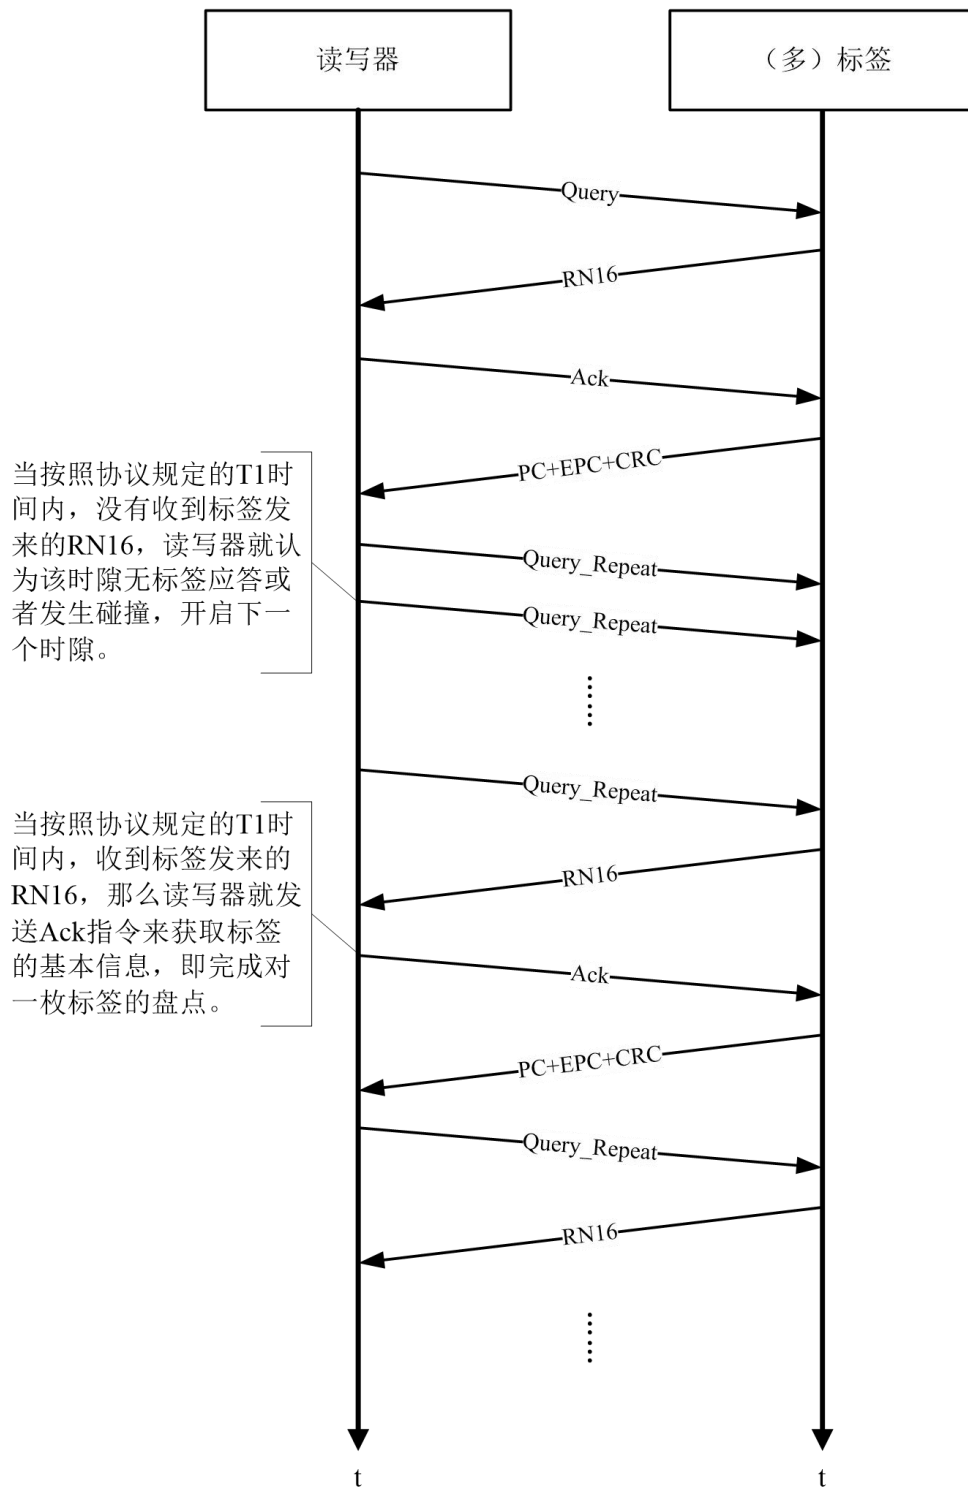 读写器
（多）标签
Query
RN16
Ack
PC+EPC+CRC
当按照协议规定的T1时
间内，没有收到标签发
来的RN16，读写器就认
为该时隙无标签应答或
者发生碰撞，开启下一
个时隙。
Query_Repeat
Query_Repeat
Query_Repeat
当按照协议规定的T1时
间内，收到标签发来的
RN16，那么读写器就发
送Ack指令来获取标签
的基本信息，即完成对
一枚标签的盘点。
RN16
Ack
PC+EPC+CRC
Query_Repeat
RN16
t
t